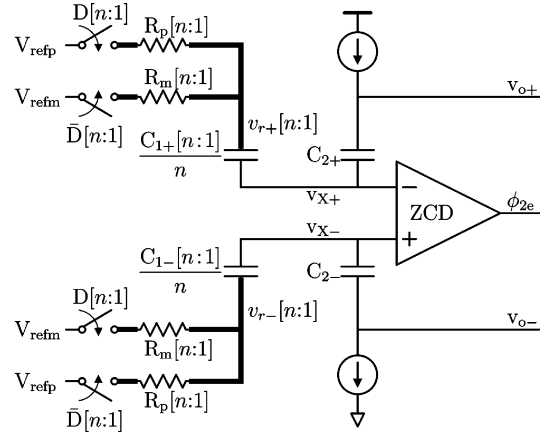 D[n:1]
V_refp
R_p[n:1]
V_refm
R_m[n:1]
D̄[n:1]
v_r+[n:1]
C_1+[n:1]
n
C_2+
v_o+
v_X+
−
ZCD
ϕ_2e
v_X−
+
C_1−[n:1]
n
C_2−
D[n:1]
v_r−[n:1]
V_refm
v_o−
R_m[n:1]
V_refp
D̄[n:1]
R_p[n:1]